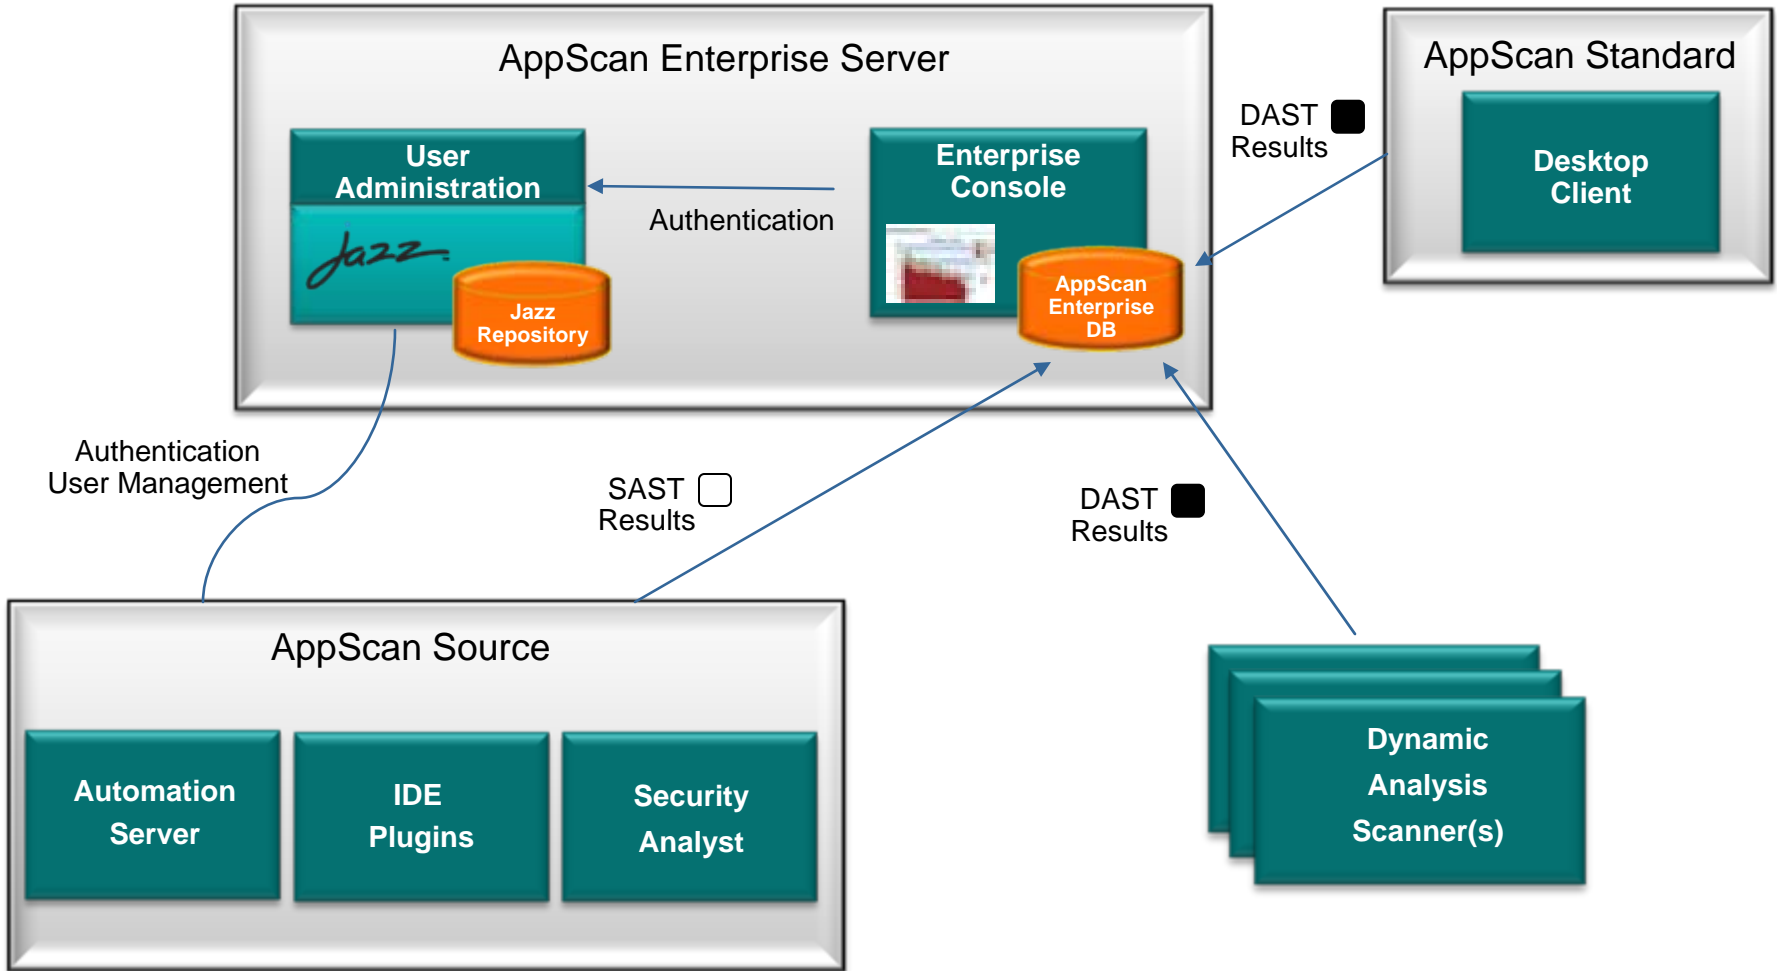 AppScan Enterprise Server
AppScan Standard
DAST
Results
User
Administration
Enterprise
Console
Desktop
Client
Authentication
Jazz
Jazz
Repository
AppScan
Enterprise
DB
Authentication
User Management
SAST
Results
DAST
Results
AppScan Source
Automation
Server
IDE
Plugins
Security
Analyst
Dynamic
Analysis
Scanner(s)